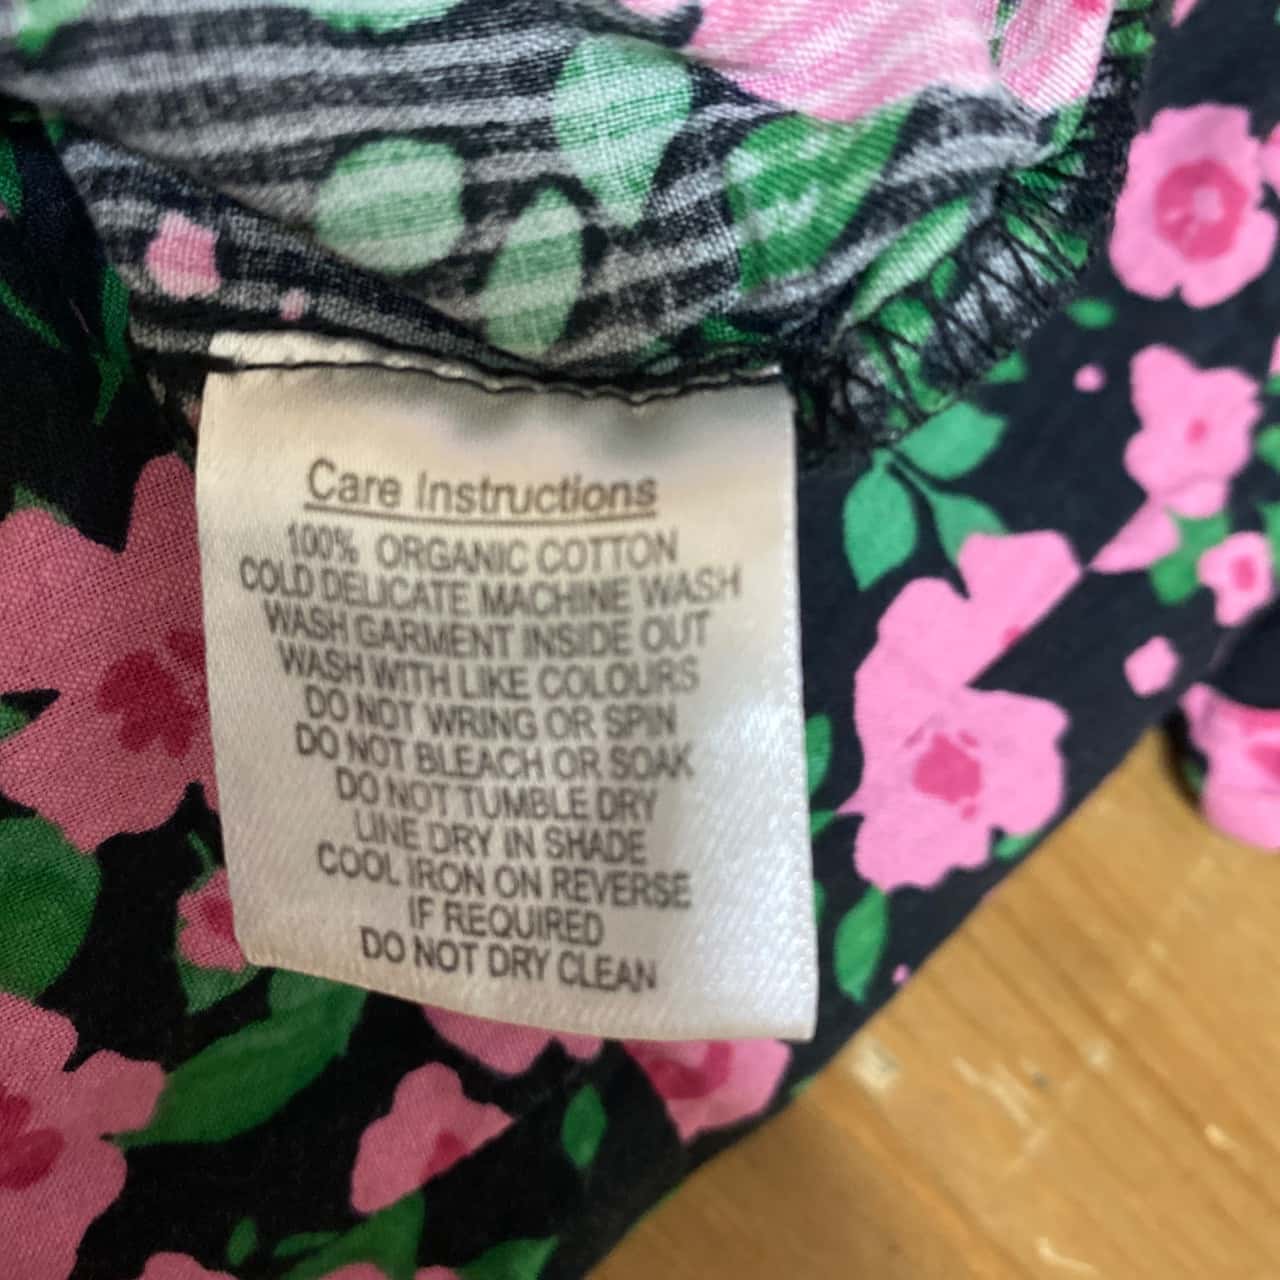 Care Instructions
100% ORGANIC COTTON
COLD DELICATE MACHINE WASH
WASH GARMENT INSIDE OUT
WASH WITH LIKE COLOURS
DO NOT WRING OR SPIN
DO NOT BLEACH OR SOAK
DO NOT TUMBLE DRY
LINE DRY IN SHADE
COOL IRON ON REVERSE
IF REQUIRED
DO NOT DRY CLEAN